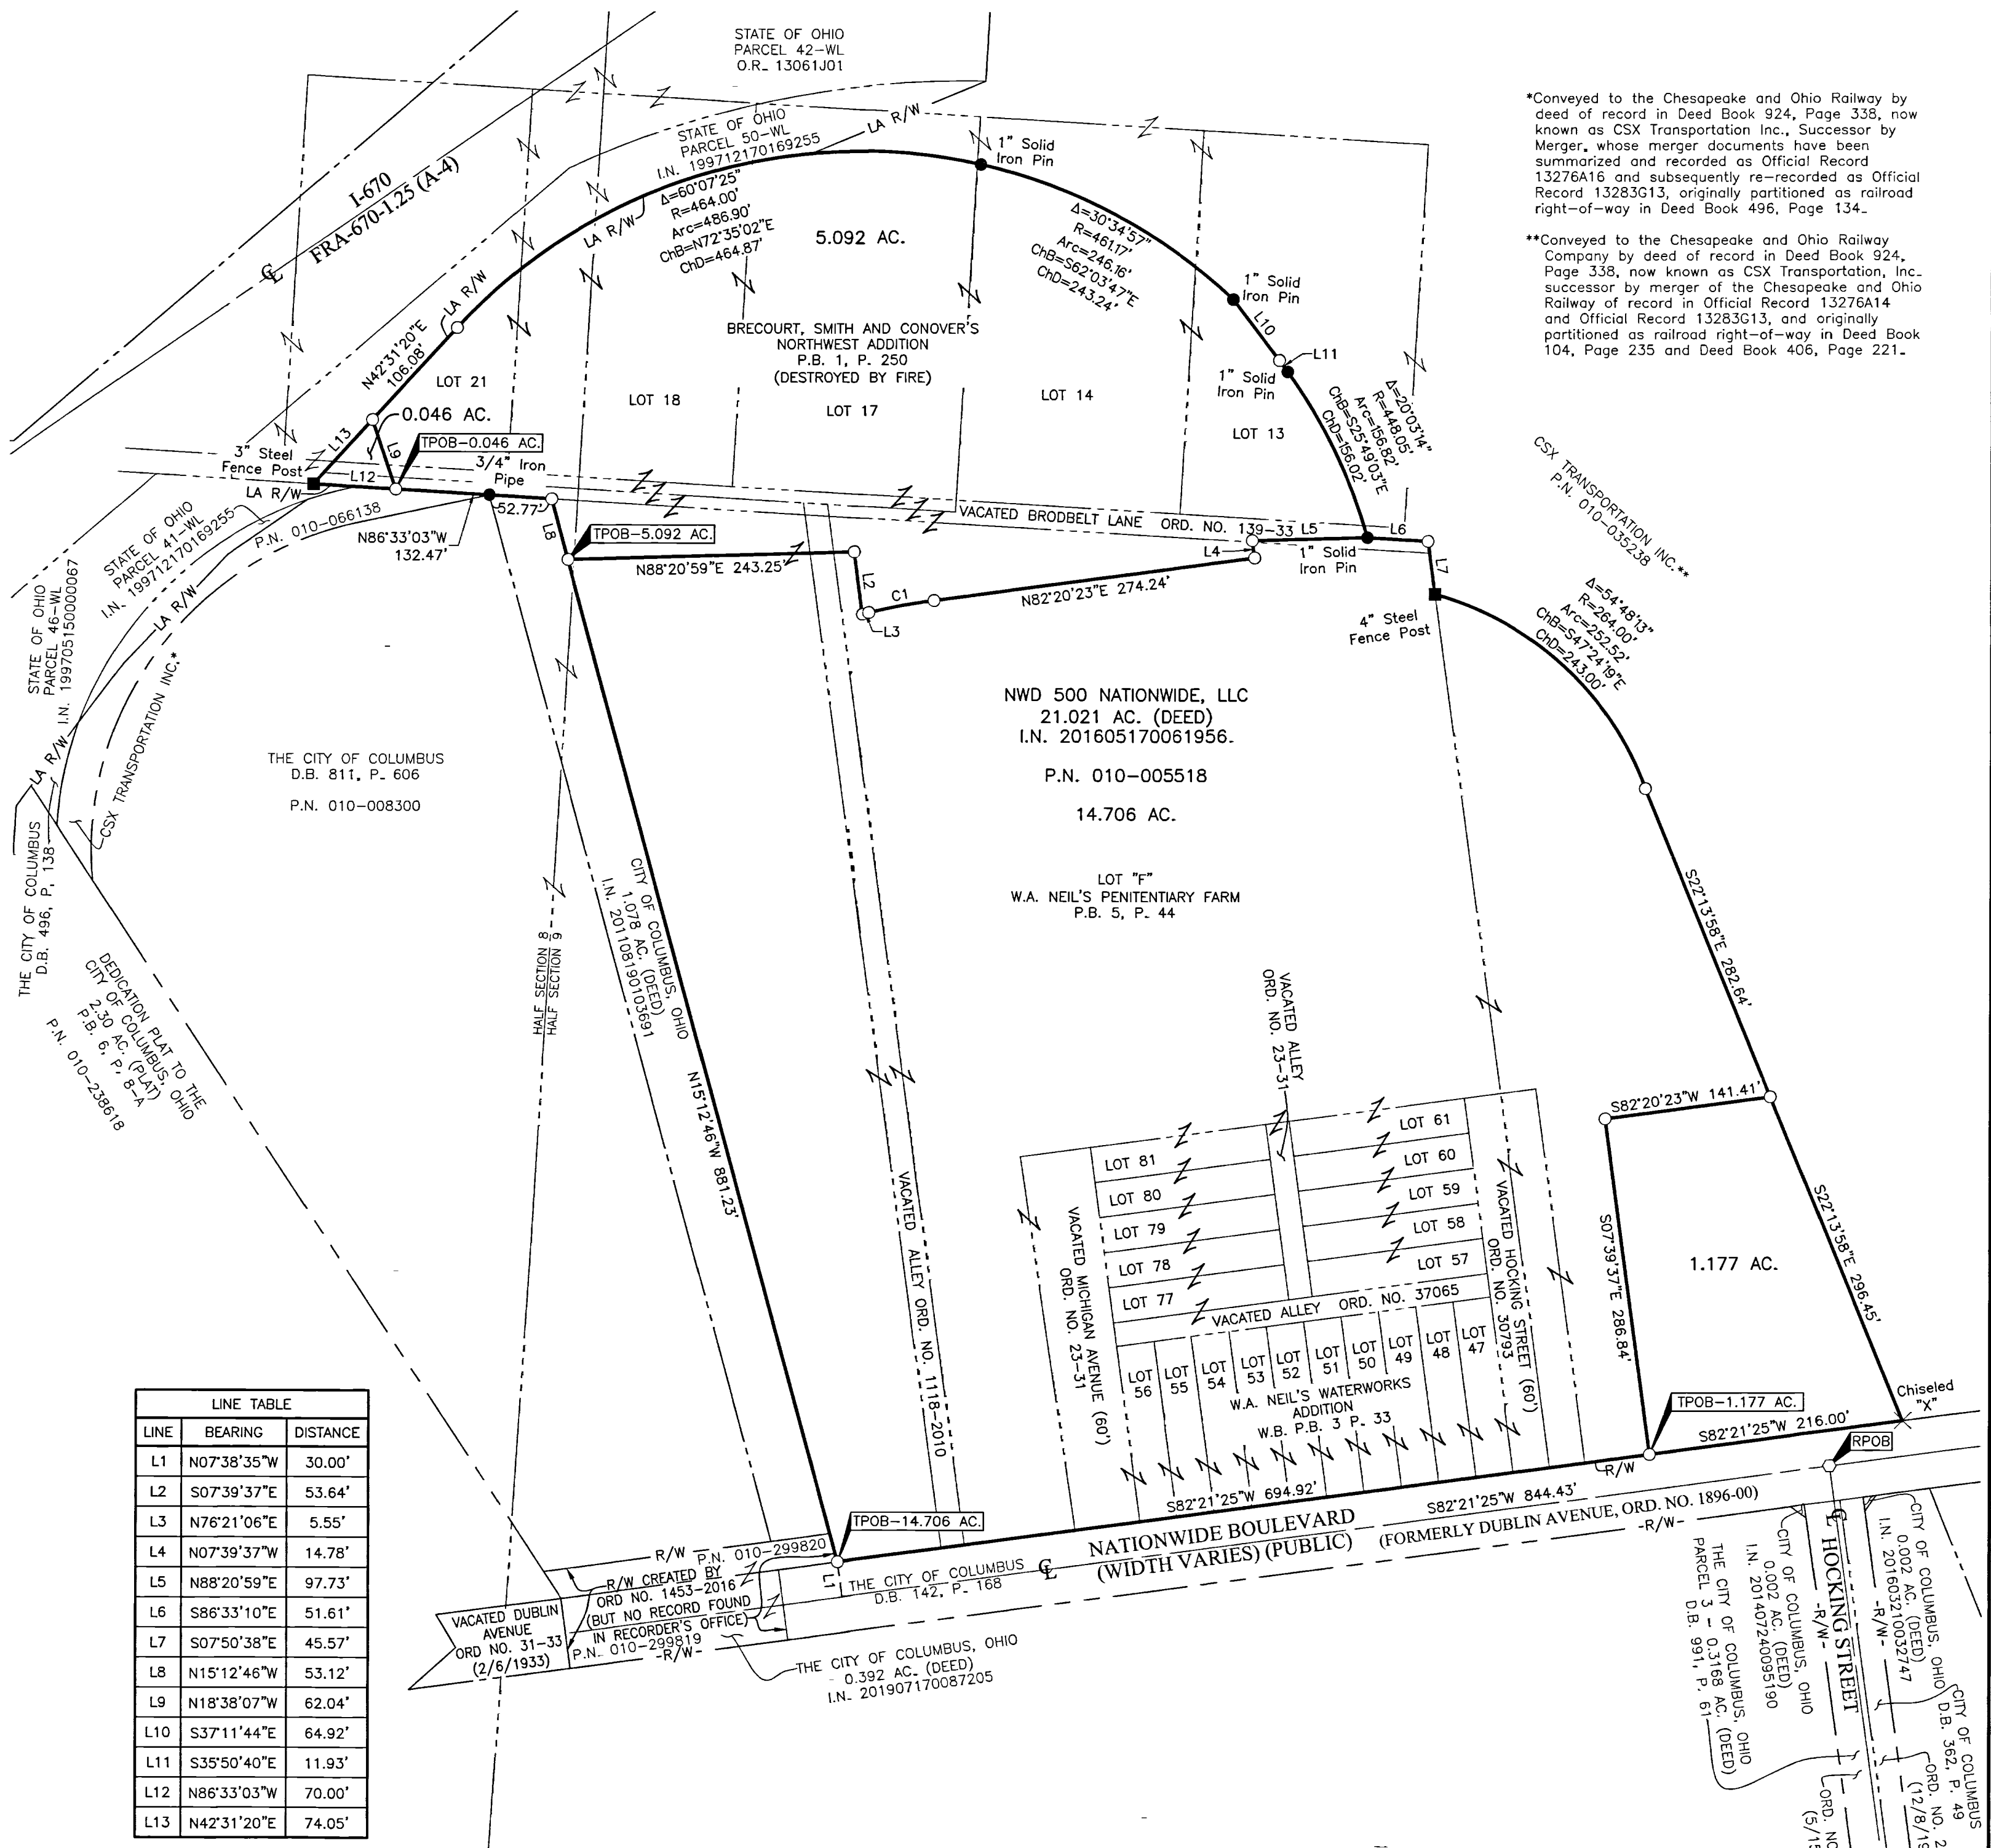 STATE OF OHIO
PARCEL 42-WL
O.R. 13061J01
*Conveyed to the Chesapeake and Ohio Railway by
deed of record in Deed Book 924, Page 338, now
known as CSX Transportation Inc., Successor by
Merger, whose merger documents have been
summarized and recorded as Official Record
13276A16 and subsequently re-recorded as Official
Record 13283G13, originally partitioned as railroad
right-of-way in Deed Book 496, Page 134.
**Conveyed to the Chesapeake and Ohio Railway
Company by deed of record in Deed Book 924,
Page 338, now known as CSX Transportation, Inc.
successor by merger of the Chesapeake and Ohio
Railway of record in Official Record 13276A14
and Official Record 13283G13, and originally
partitioned as railroad right-of-way in Deed Book
104, Page 235 and Deed Book 406, Page 221.
I-670
FRA-670-1.25 (A-4)
STATE OF OHIO
PARCEL 50-WL
I.N. 199712170169255
LA R/W
1" Solid
Iron Pin
LA R/W
Δ=60°07'25"
R=464.00'
Arc=486.90'
ChB=N72°35'02"E
ChD=464.87'
5.092 AC.
Δ=30°34'57"
R=461.17'
Arc=246.16'
ChB=S62°03'47"E
ChD=243.24'
1" Solid
Iron Pin
L10
L11
1" Solid
Iron Pin
LA R/W
N42°31'20"E
106.08'
BRECOURT, SMITH AND CONOVER'S
NORTHWEST ADDITION
P.B. 1, P. 250
(DESTROYED BY FIRE)
LOT 21
LOT 18
LOT 17
LOT 14
LOT 13
Δ=20°03'14"
R=448.05'
Arc=156.82'
ChB=S25°49'03"E
ChD=156.02'
0.046 AC.
TPOB-0.046 AC.
L13
L9
3" Steel
Fence Post
L12
3/4" Iron
Pipe
LA R/W
52.77'
L8
N86°33'03"W
132.47'
TPOB-5.092 AC.
VACATED BRODBELT LANE ORD. NO. 139-33
L5
L6
L4
1" Solid
Iron Pin
L7
N88°20'59"E 243.25'
L2
C1
L3
N82°20'23"E 274.24'
4" Steel
Fence Post
CSX TRANSPORTATION INC.**
P.N. 010-035238
Δ=54°48'13"
R=264.00'
Arc=252.52'
ChB=S47°24'19"E
ChD=243.00'
STATE OF OHIO
PARCEL 41-WL
I.N. 199712170169255
P.N. 010-066138
LA R/W
STATE OF OHIO
PARCEL 46-WL
I.N. 199705150000067
LA R/W
CSX TRANSPORTATION INC.*
THE CITY OF COLUMBUS
D.B. 496, P. 138
THE CITY OF COLUMBUS
D.B. 811, P. 606
P.N. 010-008300
DEDICATION PLAT TO THE
CITY OF COLUMBUS, OHIO
2.30 AC. (PLAT)
P.B. 6, P. 8-A
P.N. 010-238618
HALF SECTION 8
HALF SECTION 9
CITY OF COLUMBUS, OHIO
1.078 AC. (DEED)
I.N. 201108190103691
N15°12'46"W 881.23'
NWD 500 NATIONWIDE, LLC
21.021 AC. (DEED)
I.N. 201605170061956.
P.N. 010-005518
14.706 AC.
LOT "F"
W.A. NEIL'S PENITENTIARY FARM
P.B. 5, P. 44
VACATED ALLEY ORD. NO. 1118-2010
VACATED ALLEY
ORD. NO. 23-31
S22°13'58"E 282.64'
S82°20'23"W 141.41'
S07°39'37"E 286.84'
1.177 AC.
S22°13'58"E 296.45'
Chiseled
"X"
TPOB-1.177 AC.
S82°21'25"W 216.00'
RPOB
VACATED MICHIGAN AVENUE (60')
ORD. NO. 23-31
LOT 81
LOT 80
LOT 79
LOT 78
LOT 77
LOT 61
LOT 60
LOT 59
LOT 58
LOT 57
VACATED HOCKING STREET (60')
ORD. NO. 30793
VACATED ALLEY ORD. NO. 37065
LOT 56
LOT 55
LOT 54
LOT 53
LOT 52
LOT 51
LOT 50
LOT 49
LOT 48
LOT 47
W.A. NEIL'S WATERWORKS
ADDITION
W.B. P.B. 3 P. 33
S82°21'25"W 694.92'
S82°21'25"W 844.43'
R/W
TPOB-14.706 AC.
NATIONWIDE BOULEVARD
(WIDTH VARIES) (PUBLIC)
(FORMERLY DUBLIN AVENUE, ORD. NO. 1896-00)
-R/W-
R/W
P.N. 010-299820
L1
THE CITY OF COLUMBUS
D.B. 142, P. 168
R/W CREATED BY
ORD NO. 1453-2016
(BUT NO RECORD FOUND
IN RECORDER'S OFFICE)
P.N. 010-299819
-R/W-
VACATED DUBLIN
AVENUE
ORD NO. 31-33
(2/6/1933)
THE CITY OF COLUMBUS, OHIO
0.392 AC. (DEED)
I.N. 201907170087205
HOCKING STREET
-R/W-
-R/W-
CITY OF COLUMBUS, OHIO
0.002 AC. (DEED)
I.N. 201603210032747
CITY OF COLUMBUS, OHIO
0.002 AC. (DEED)
I.N. 201407240095190
THE CITY OF COLUMBUS, OHIO
PARCEL 3 - 0.3168 AC. (DEED)
D.B. 991, P. 61
CITY OF COLUMBUS
D.B. 362, P. 49
ORD. NO. 2
(12/8/19
ORD. NO
(5/15
LINE TABLE
LINE BEARING DISTANCE
L1 N07°38'35"W 30.00'
L2 S07°39'37"E 53.64'
L3 N76°21'06"E 5.55'
L4 N07°39'37"W 14.78'
L5 N88°20'59"E 97.73'
L6 S86°33'10"E 51.61'
L7 S07°50'38"E 45.57'
L8 N15°12'46"W 53.12'
L9 N18°38'07"W 62.04'
L10 S37°11'44"E 64.92'
L11 S35°50'40"E 11.93'
L12 N86°33'03"W 70.00'
L13 N42°31'20"E 74.05'